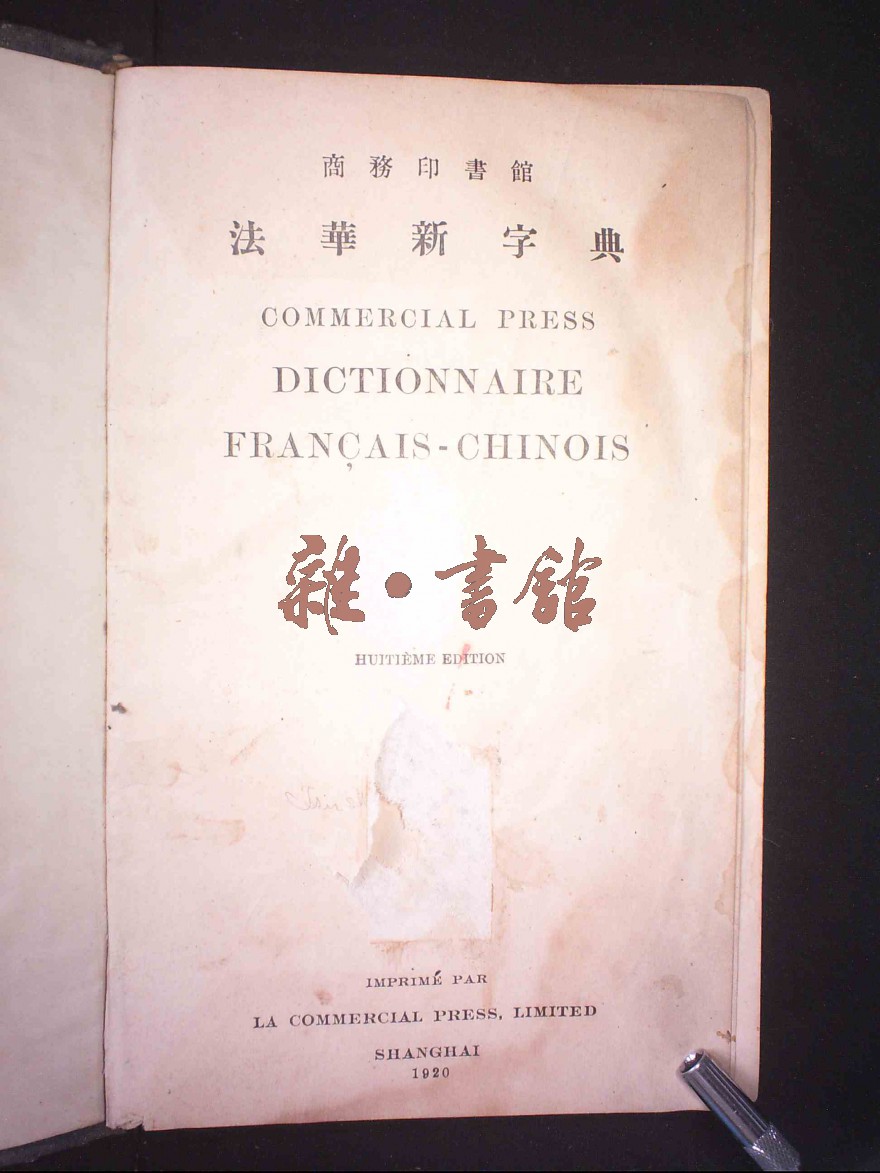 商務印書館
法華新字典
COMMERCIAL PRESS
DICTIONNAIRE
FRANÇAIS-CHINOIS
雜·書館
HUITIÈME EDITION
IMPRIMÉ PAR
LA COMMERCIAL PRESS, LIMITED
SHANGHAI
1920